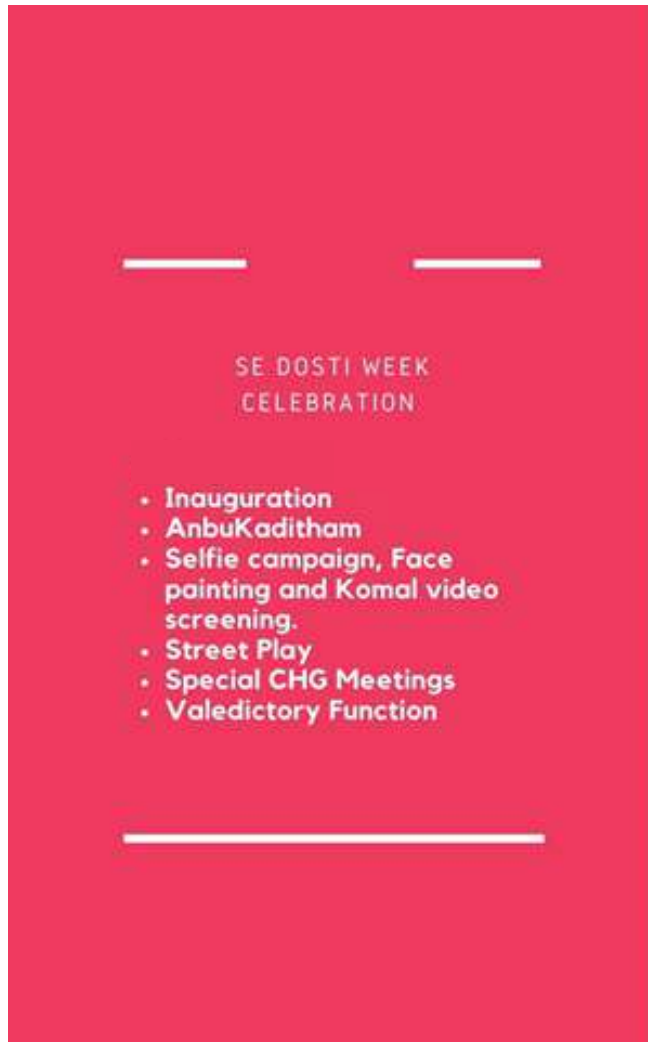 SE DOSTI WEEK
CELEBRATION
• Inauguration
• AnbuKaditham
• Selfie campaign, Face
painting and Komal video
screening.
• Street Play
• Special CHG Meetings
• Valedictory Function